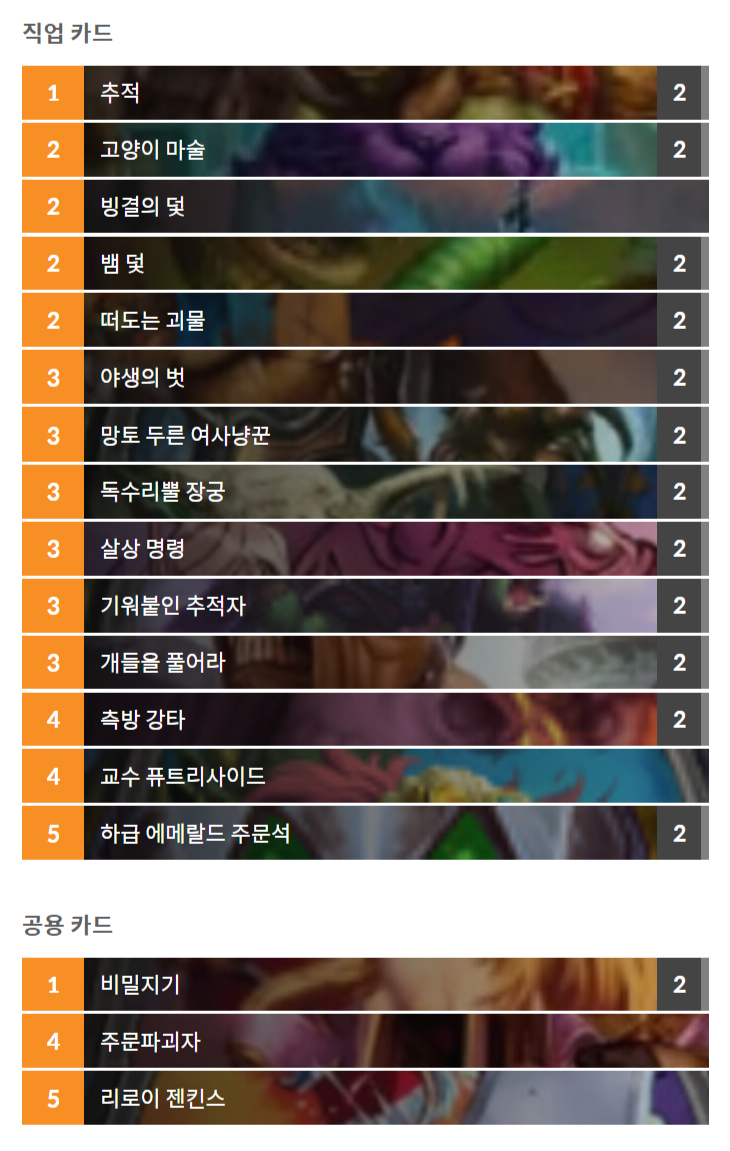 직업 카드
1 추적 2
2 고양이 마술 2
2 빙결의 덫
2 뱀 덫 2
2 떠도는 괴물 2
3 야생의 벗 2
3 망토 두른 여사냥꾼 2
3 독수리뿔 장궁 2
3 살상 명령 2
3 기워붙인 추적자 2
3 개들을 풀어라 2
4 측방 강타 2
4 교수 퓨트리사이드
5 하급 에메랄드 주문석 2
공용 카드
1 비밀지기 2
4 주문파괴자
5 리로이 젠킨스